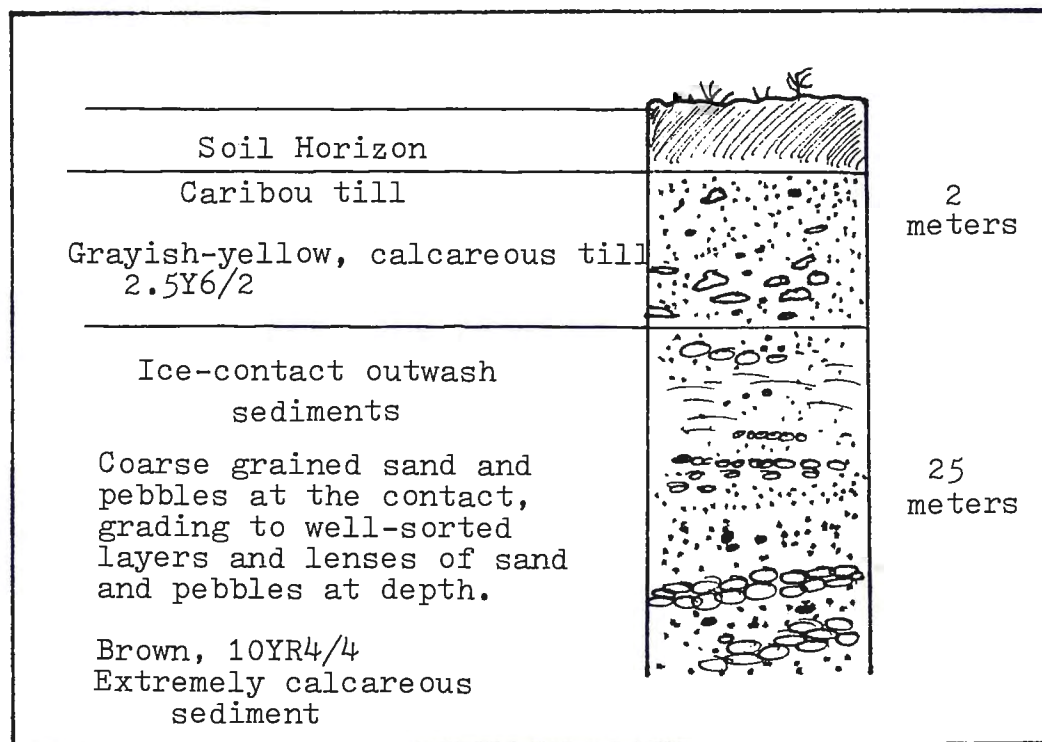 Soil Horizon
Caribou till
Grayish-yellow, calcareous till
2.5Y6/2
2
meters
Ice-contact outwash
sediments
Coarse grained sand and
pebbles at the contact,
grading to well-sorted
layers and lenses of sand
and pebbles at depth.
25
meters
Brown, 10YR4/4
Extremely calcareous
sediment